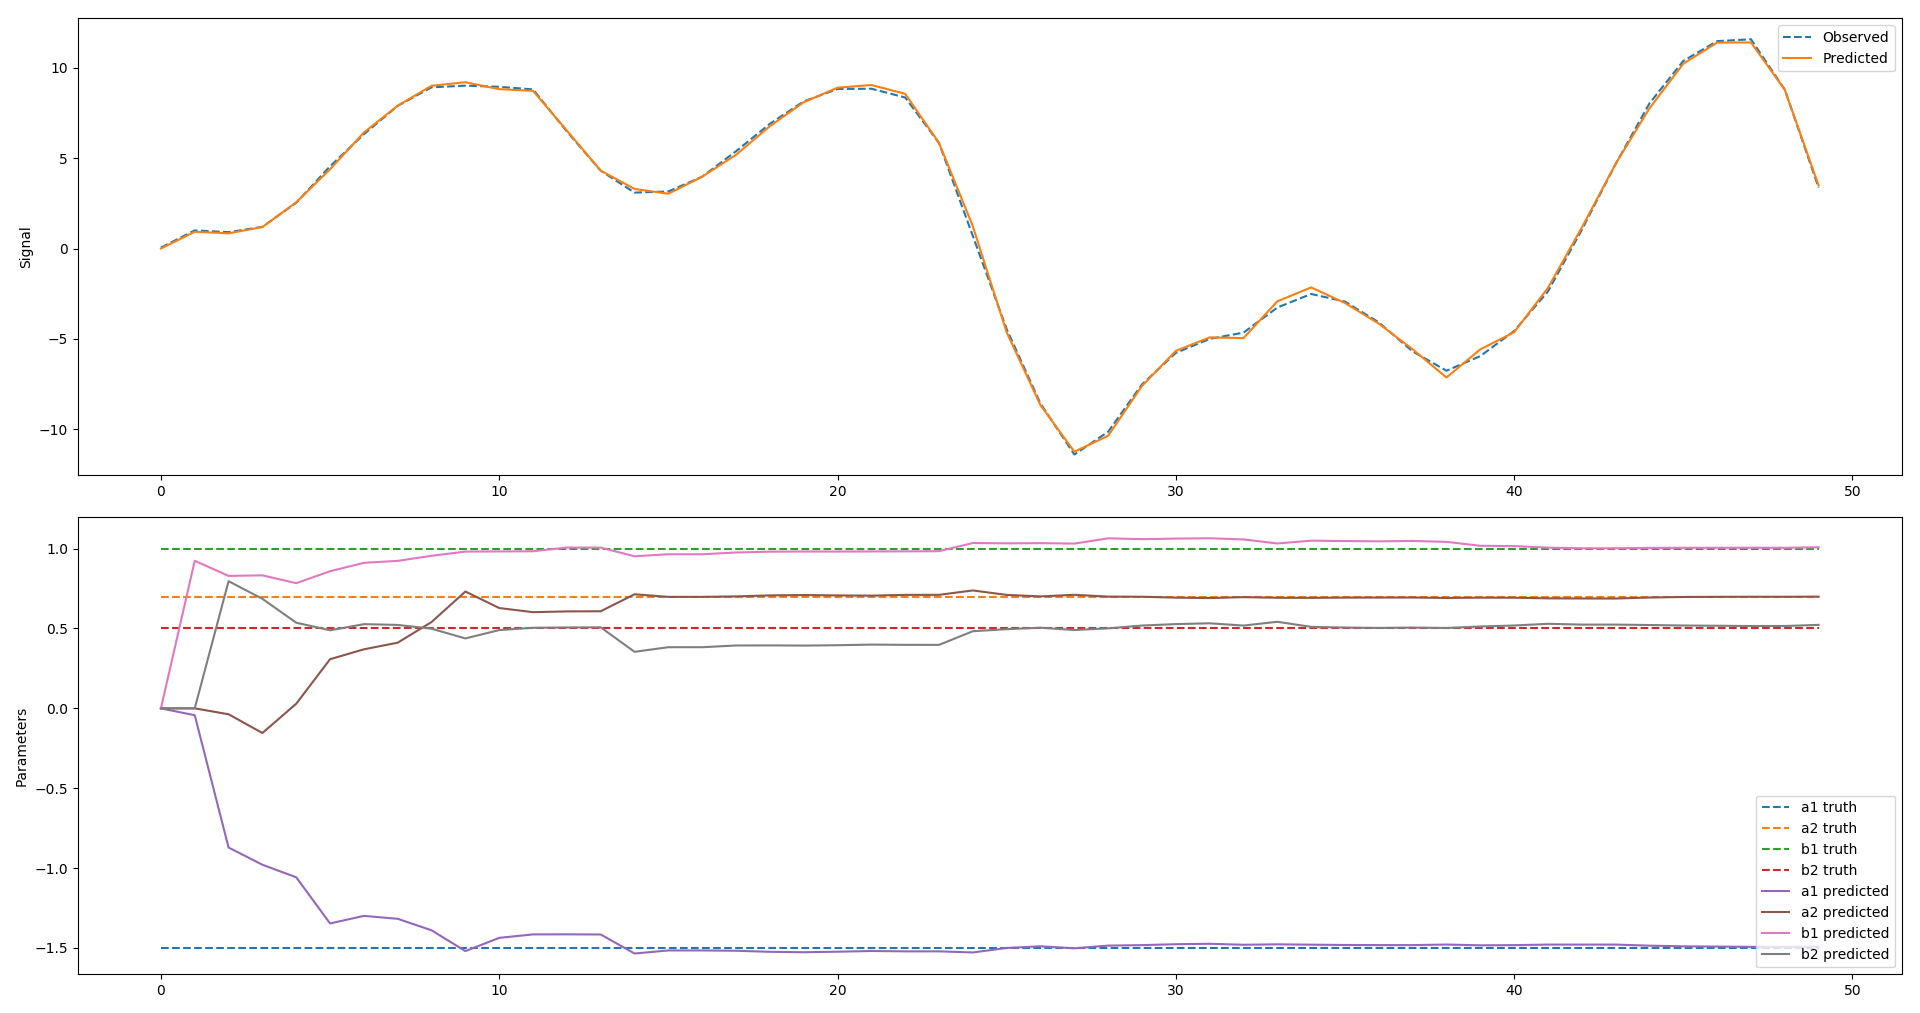 Observed
Predicted
10
5
0
−5
−10
Signal
0 10 20 30 40 50
1.0
0.5
0.0
−0.5
−1.0
−1.5
Parameters
a1 truth
a2 truth
b1 truth
b2 truth
a1 predicted
a2 predicted
b1 predicted
b2 predicted
0 10 20 30 40 50